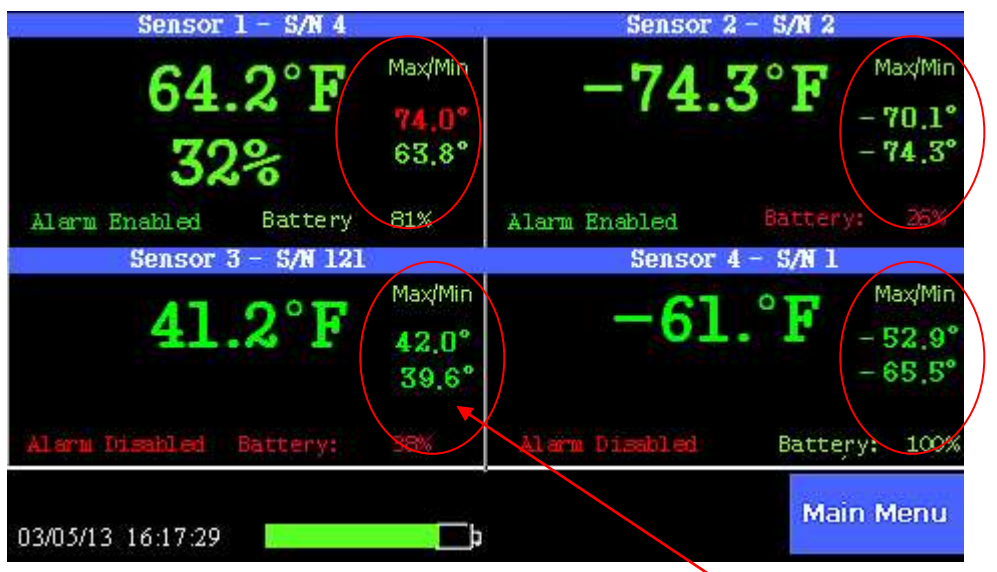 Sensor 1 - S/N 4
64.2°F
Max/Min
74.0°
63.8°
32%
Alarm Enabled Battery 81%
Sensor 2 - S/N 2
-74.3°F
Max/Min
-70.1°
-74.3°
Alarm Enabled Battery: 26%
Sensor 3 - S/N 121
41.2°F
Max/Min
42.0°
39.6°
Alarm Disabled Battery:
Sensor 4 - S/N 1
-61.°F
Max/Min
-52.9°
-65.5°
Alarm Disabled Battery: 100%
03/05/13 16:17:29
Main Menu